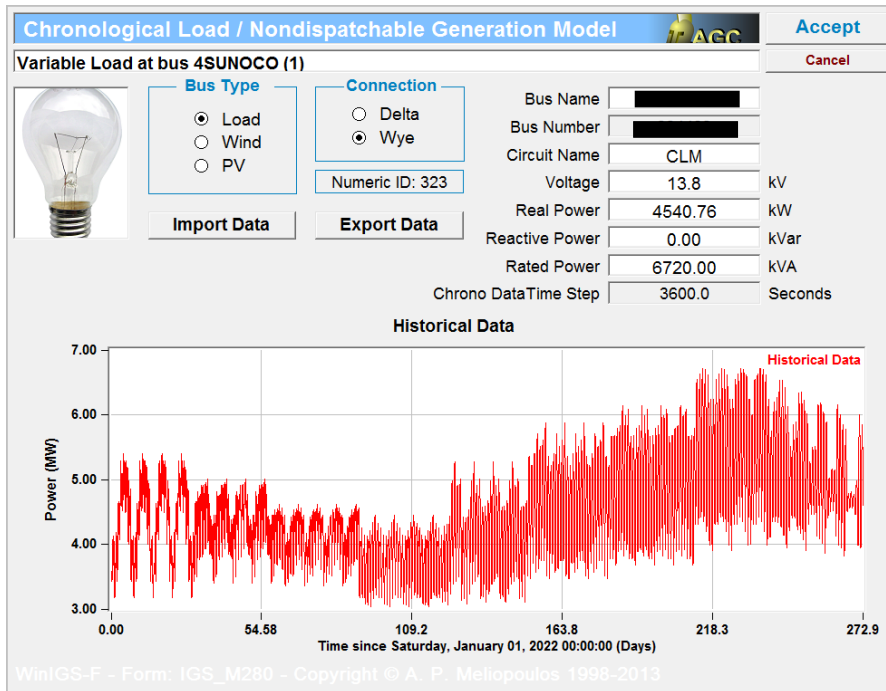 Chronological Load / Nondispatchable Generation Model
AGC
Accept
Variable Load at bus 4SUNOCO (1)
Cancel
Bus Type
Load
Wind
PV
Connection
Delta
Wye
Numeric ID: 323
Import Data
Export Data
Bus Name
Bus Number
Circuit Name CLM
Voltage 13.8 kV
Real Power 4540.76 kW
Reactive Power 0.00 kVar
Rated Power 6720.00 kVA
Chrono DataTime Step 3600.0 Seconds
Historical Data
Historical Data
Power (MW)
7.00
6.00
5.00
4.00
3.00
0.00 54.58 109.2 163.8 218.3 272.9
Time since Saturday, January 01, 2022 00:00:00 (Days)
WinIGS-F - Form: IGS_M280 - Copyright © A. P. Meliopoulos 1998-2013